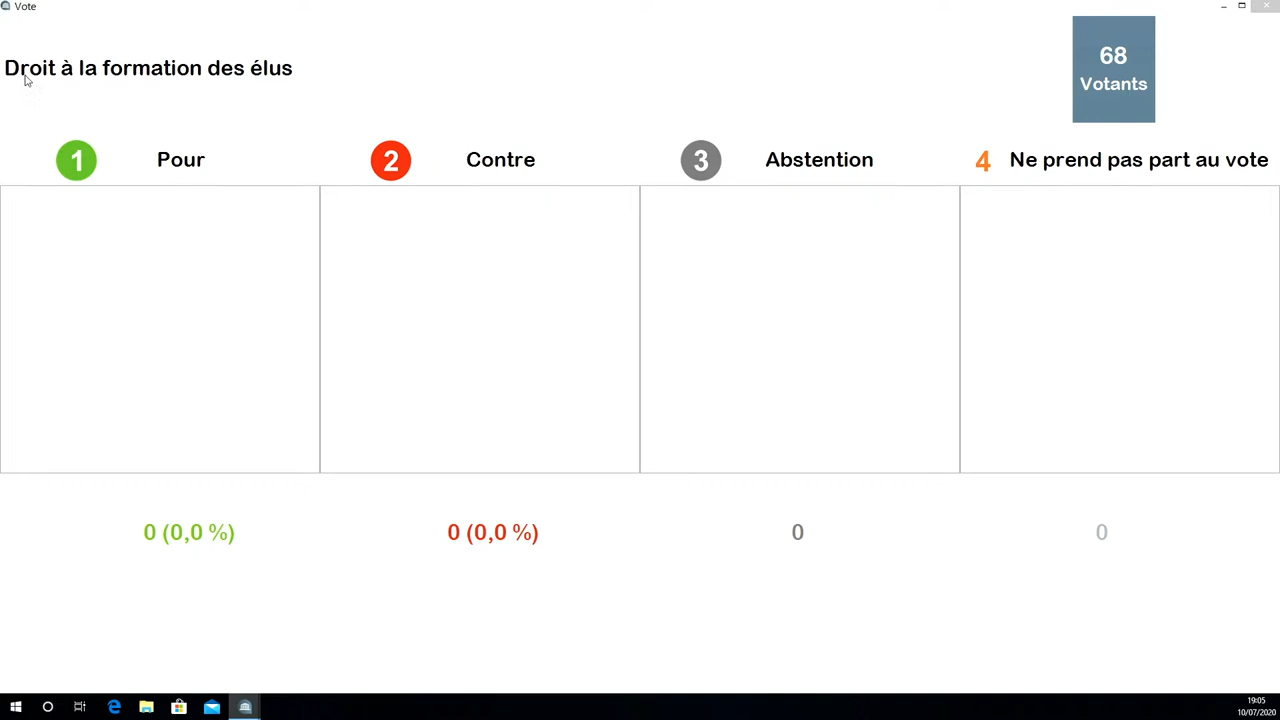 Vote
68
Votants
Droit à la formation des élus
1 Pour
2 Contre
3 Abstention
4 Ne prend pas part au vote
0 (0,0 %)
0 (0,0 %)
0
0
19:05
10/07/2020